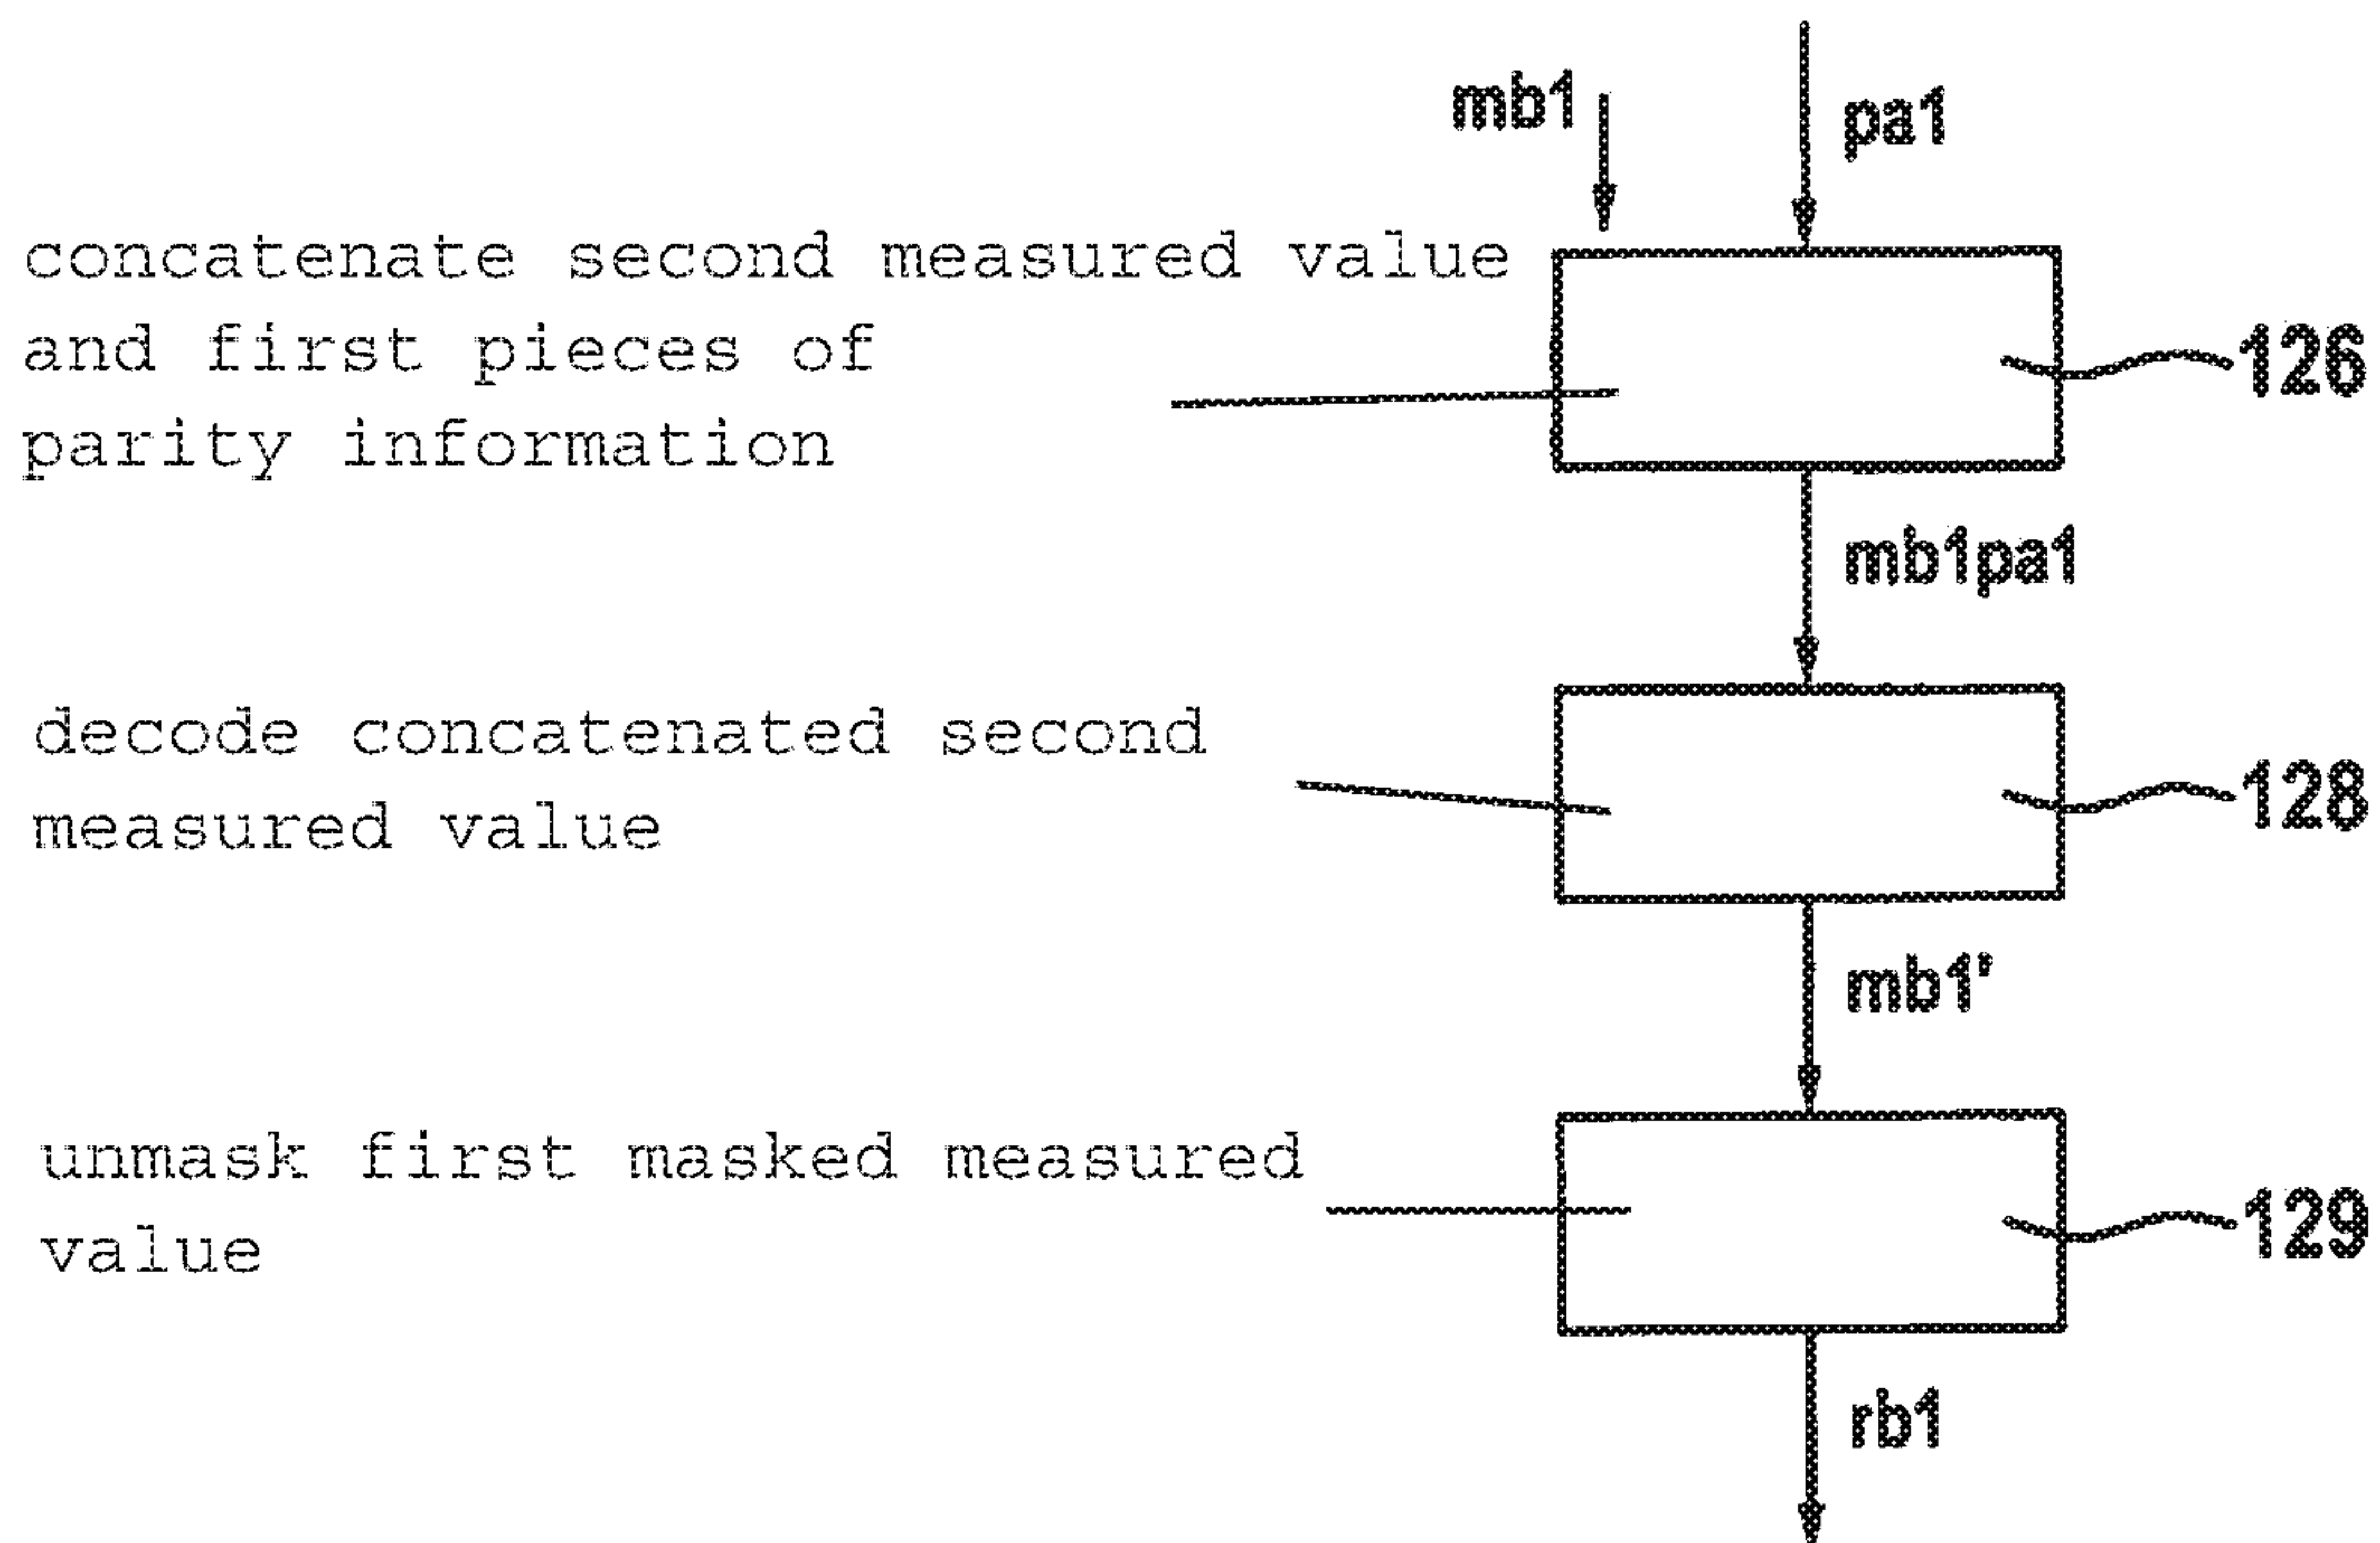 mb1
pa1
concatenate second measured value
and first pieces of
parity information
126
mb1pa1
decode concatenated second
measured value
128
mb1'
unmask first masked measured
value
129
rb1